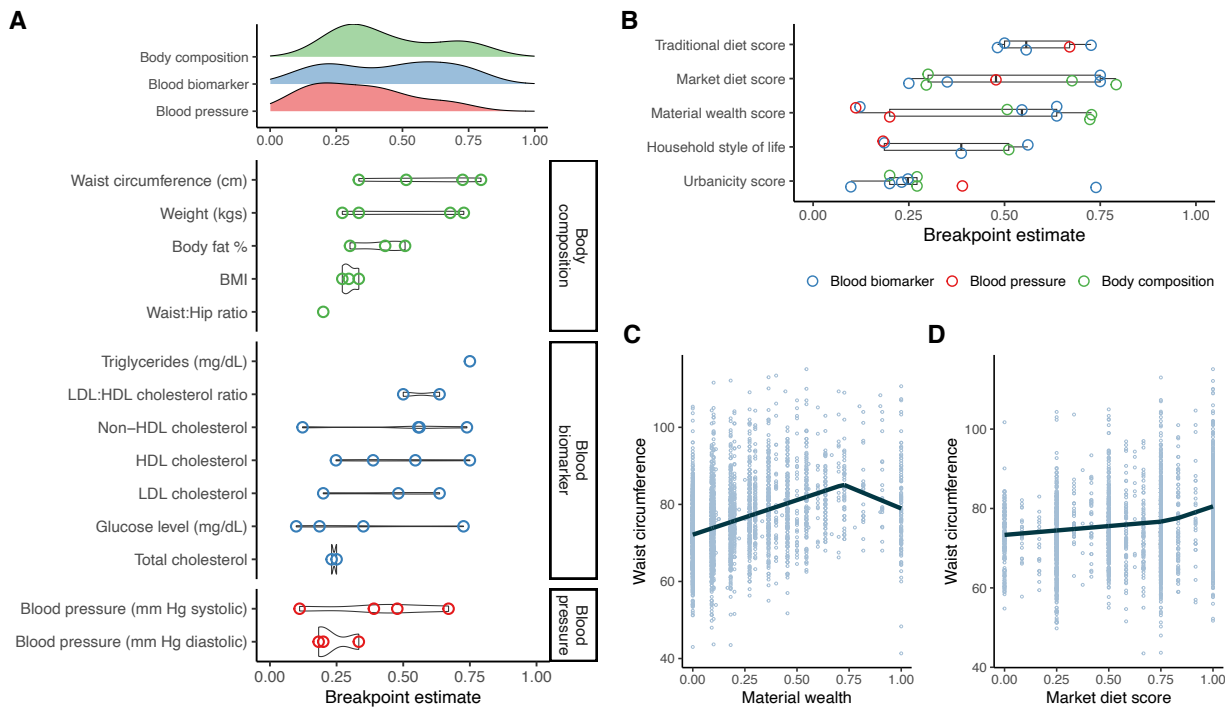 A
Body composition
Blood biomarker
Blood pressure
0.00 0.25 0.50 0.75 1.00
Waist circumference (cm)
Weight (kgs)
Body fat %
BMI
Waist:Hip ratio
Body
composition
Triglycerides (mg/dL)
LDL:HDL cholesterol ratio
Non−HDL cholesterol
HDL cholesterol
LDL cholesterol
Glucose level (mg/dL)
Total cholesterol
Blood
biomarker
Blood pressure (mm Hg systolic)
Blood pressure (mm Hg diastolic)
Blood
pressure
0.00 0.25 0.50 0.75 1.00
Breakpoint estimate
B
Traditional diet score
Market diet score
Material wealth score
Household style of life
Urbanicity score
0.00 0.25 0.50 0.75 1.00
Breakpoint estimate
Blood biomarker Blood pressure Body composition
C
Waist circumference
100
80
60
40
0.00 0.25 0.50 0.75 1.00
Material wealth
D
Waist circumference
100
80
60
40
0.00 0.25 0.50 0.75 1.00
Market diet score